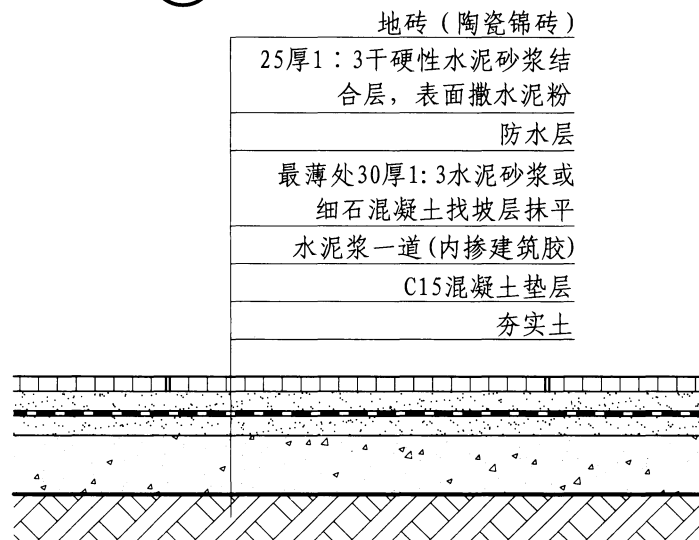 地砖（陶瓷锦砖）
25厚1：3干硬性水泥砂浆结
合层，表面撒水泥粉
防水层
最薄处30厚1:3水泥砂浆或
细石混凝土找坡层抹平
水泥浆一道(内掺建筑胶)
C15混凝土垫层
夯实土